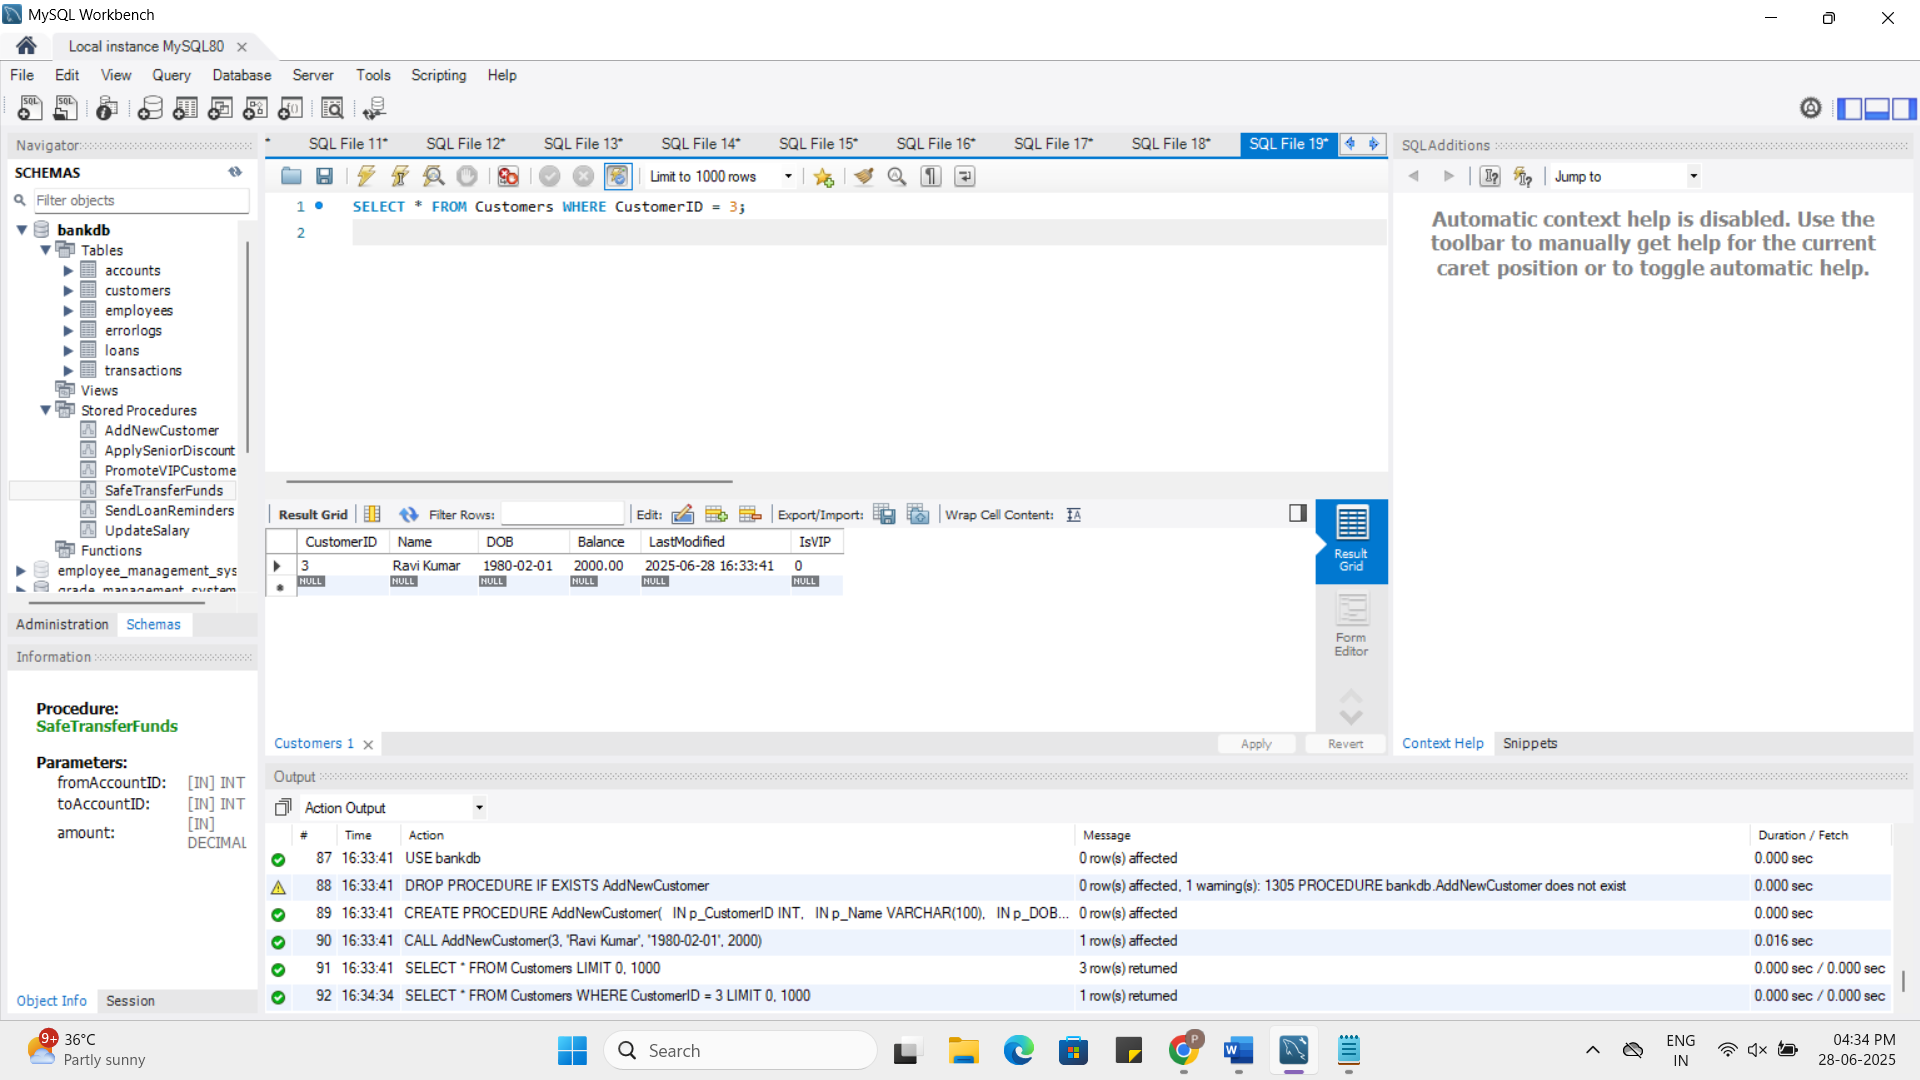 MySQL Workbench
Local instance MySQL80
File Edit View Query Database Server Tools Scripting Help
Navigator
SCHEMAS
Filter objects
bankdb
Tables
accounts
customers
employees
errorlogs
loans
transactions
Views
Stored Procedures
AddNewCustomer
ApplySeniorDiscount
PromoteVIPCustome
SafeTransferFunds
SendLoanReminders
UpdateSalary
Functions
employee_management_sys
grade_management_system
Administration Schemas
Information
Procedure:
SafeTransferFunds
Parameters:
fromAccountID: [IN] INT
toAccountID: [IN] INT
amount: [IN] DECIMAL
Object Info Session
SQL File 11* SQL File 12* SQL File 13* SQL File 14* SQL File 15* SQL File 16* SQL File 17* SQL File 18* SQL File 19*
Limit to 1000 rows
1 SELECT * FROM Customers WHERE CustomerID = 3;
2
Result Grid Filter Rows: Edit: Export/Import: Wrap Cell Content:
CustomerID Name DOB Balance LastModified IsVIP
3 Ravi Kumar 1980-02-01 2000.00 2025-06-28 16:33:41 0
NULL NULL NULL NULL NULL NULL
Result Grid
Form Editor
Customers 1
Apply Revert
SQLAdditions
Jump to
Automatic context help is disabled. Use the
toolbar to manually get help for the current
caret position or to toggle automatic help.
Context Help Snippets
Output
Action Output
# Time Action Message Duration / Fetch
87 16:33:41 USE bankdb 0 row(s) affected 0.000 sec
88 16:33:41 DROP PROCEDURE IF EXISTS AddNewCustomer 0 row(s) affected, 1 warning(s): 1305 PROCEDURE bankdb.AddNewCustomer does not exist 0.000 sec
89 16:33:41 CREATE PROCEDURE AddNewCustomer( IN p_CustomerID INT, IN p_Name VARCHAR(100), IN p_DOB... 0 row(s) affected 0.000 sec
90 16:33:41 CALL AddNewCustomer(3, 'Ravi Kumar', '1980-02-01', 2000) 1 row(s) affected 0.016 sec
91 16:33:41 SELECT * FROM Customers LIMIT 0, 1000 3 row(s) returned 0.000 sec / 0.000 sec
92 16:34:34 SELECT * FROM Customers WHERE CustomerID = 3 LIMIT 0, 1000 1 row(s) returned 0.000 sec / 0.000 sec
9+ 36°C
Partly sunny
Search
P
ENG
IN
04:34 PM
28-06-2025